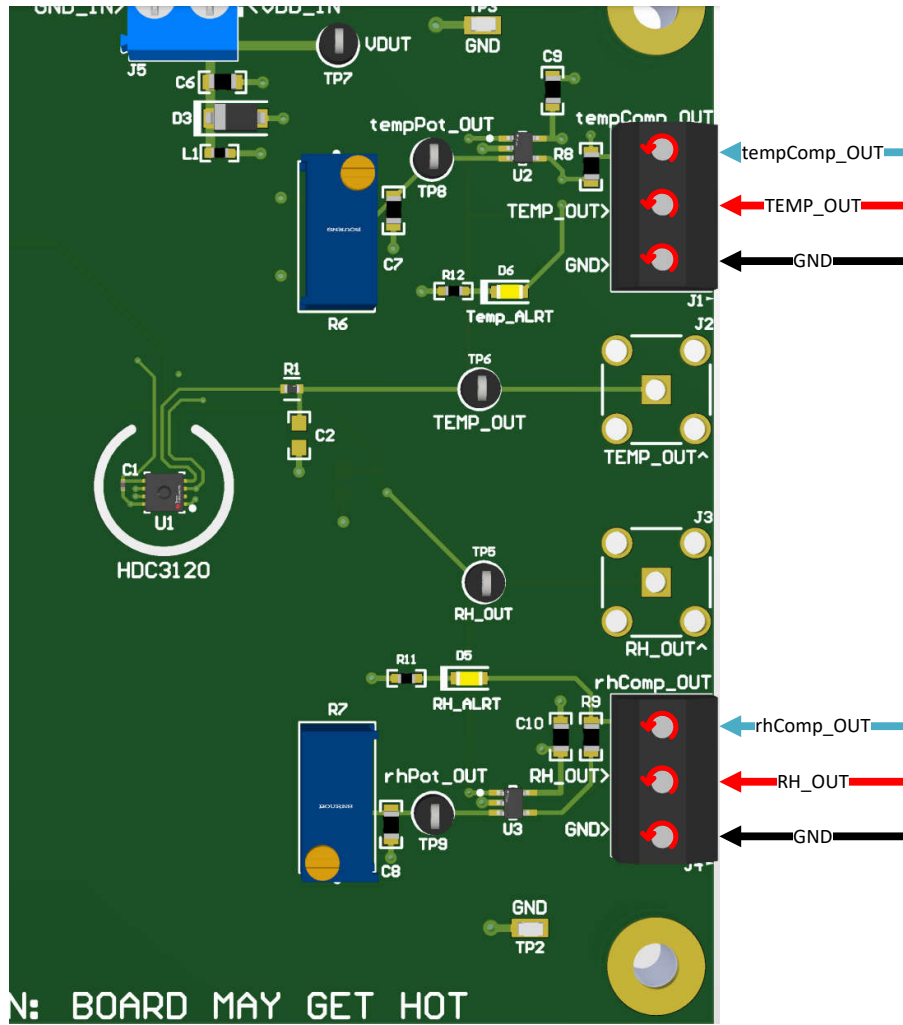 GND_IN>
<VDD_IN
TP3
VDUT
GND
J5
TP7
C9
C6
D3
tempPot_OUT
tempComp_OUT
tempComp_OUT
L1
R8
U2
TP8
TEMP_OUT>
TEMP_OUT
BOURNS
C7
GND>
GND
R12
D6
Temp_ALRT
J1
R6
J2
TP6
R1
TEMP_OUT
C2
TEMP_OUT^
C1
U1
J3
TP5
HDC3120
RH_OUT
RH_OUT^
R11
D5
rhComp_OUT
RH_ALRT
R7
C10
R9
rhComp_OUT
rhPot_OUT
RH_OUT>
RH_OUT
BOURNS
U3
GND>
GND
TP9
C8
J4
GND
TP2
N: BOARD MAY GET HOT